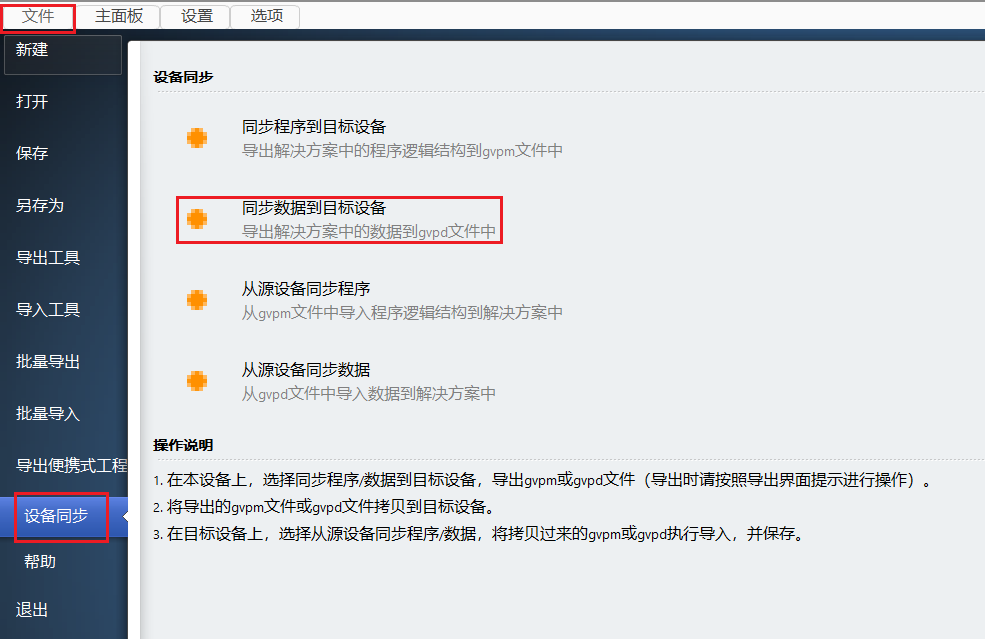 文件 主面板 设置 选项
新建
打开
保存
另存为
导出工具
导入工具
批量导出
批量导入
导出便携式工程
设备同步
帮助
退出
设备同步
同步程序到目标设备
导出解决方案中的程序逻辑结构到gvpm文件中
同步数据到目标设备
导出解决方案中的数据到gvpd文件中
从源设备同步程序
从gvpm文件中导入程序逻辑结构到解决方案中
从源设备同步数据
从gvpd文件中导入数据到解决方案中
操作说明
1. 在本设备上，选择同步程序/数据到目标设备，导出gvpm或gvpd文件（导出时请按照导出界面提示进行操作）。
2. 将导出的gvpm文件或gvpd文件拷贝到目标设备。
3. 在目标设备上，选择从源设备同步程序/数据，将拷贝过来的gvpm或gvpd执行导入，并保存。